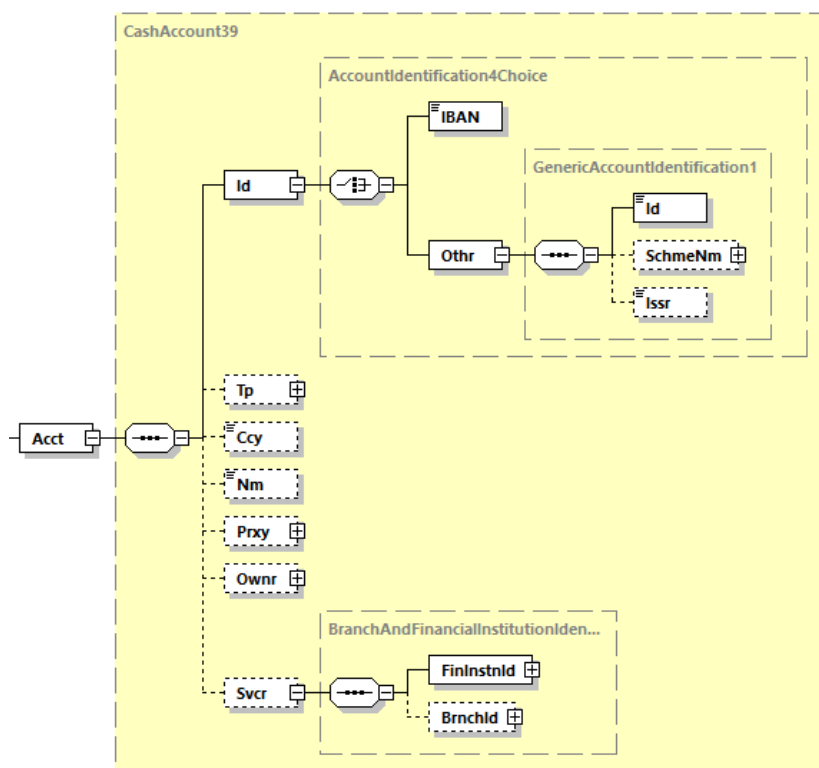 CashAccount39
AccountIdentification4Choice
IBAN
GenericAccountIdentification1
Id
Id
Othr
SchmeNm
Issr
Tp
Acct
Ccy
Nm
Prxy
Ownr
BranchAndFinancialInstitutionIden...
FinInstnId
Svcr
BrnchId